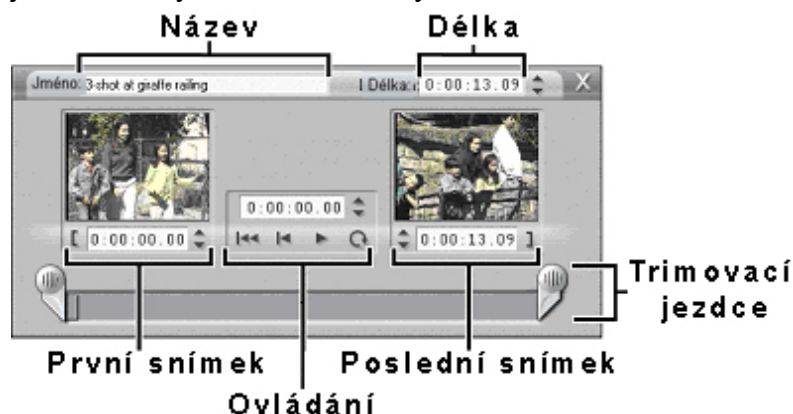 Název Délka
Jméno: 3-shot at giraffe railing Délka: 0:00:13.09 X
0:00:00.00
[ 0:00:00.00 0:00:13.09 ]
Trimovací
jezdce
První snímek Poslední snímek
Ovládání